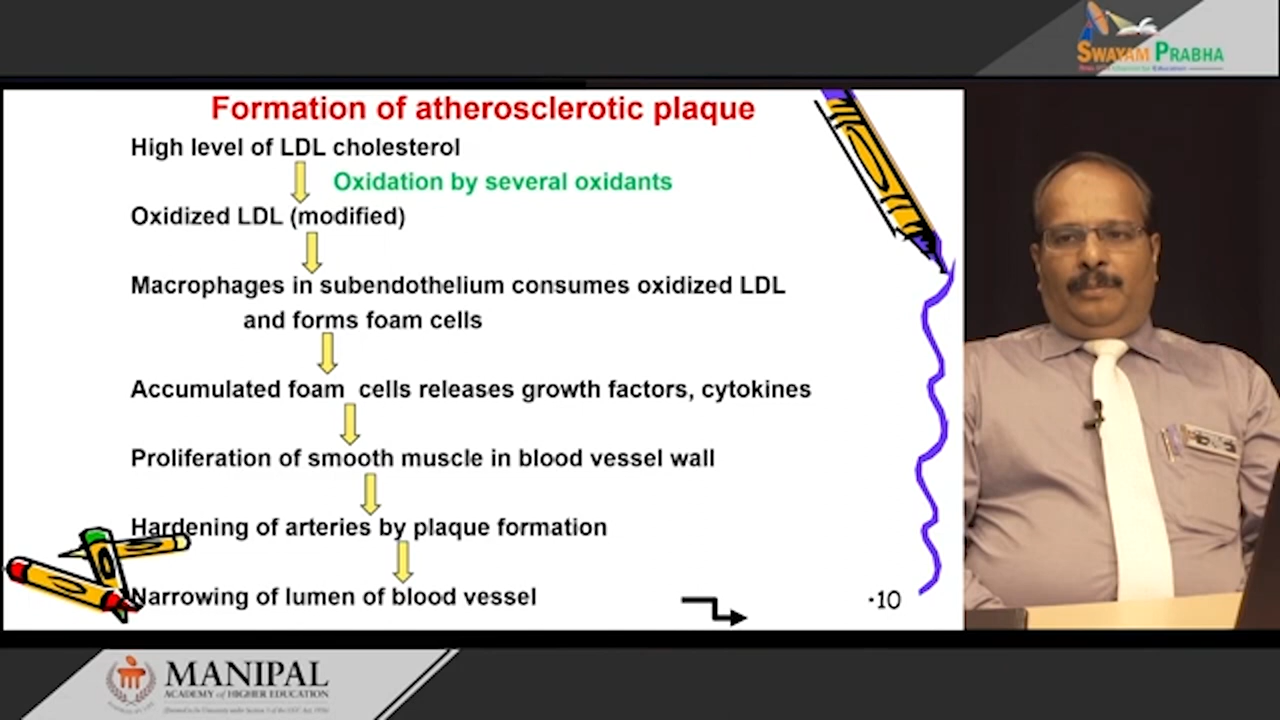 SWAYAM PRABHA
Formation of atherosclerotic plaque
High level of LDL cholesterol
Oxidation by several oxidants
Oxidized LDL (modified)
Macrophages in subendothelium consumes oxidized LDL
and forms foam cells
Accumulated foam cells releases growth factors, cytokines
Proliferation of smooth muscle in blood vessel wall
Hardening of arteries by plaque formation
Narrowing of lumen of blood vessel
·10
MANIPAL
ACADEMY of HIGHER EDUCATION